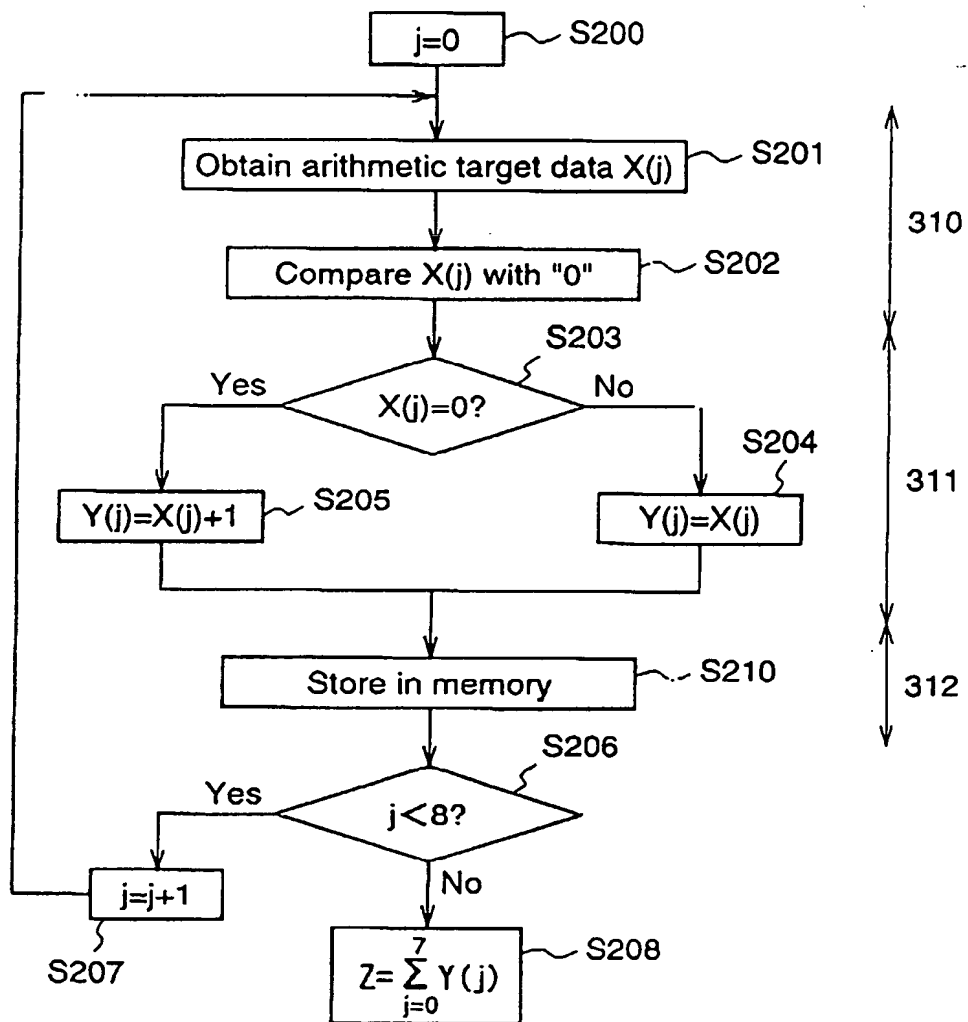 j=0
S200
Obtain arithmetic target data X(j)
S201
310
Compare X(j) with "0"
S202
S203
Yes
No
X(j)=0?
S204
311
Y(j)=X(j)+1
S205
Y(j)=X(j)
Store in memory
S210
312
S206
Yes
j<8?
No
j=j+1
S207
Z=∑Y(j)
7
j=0
S208